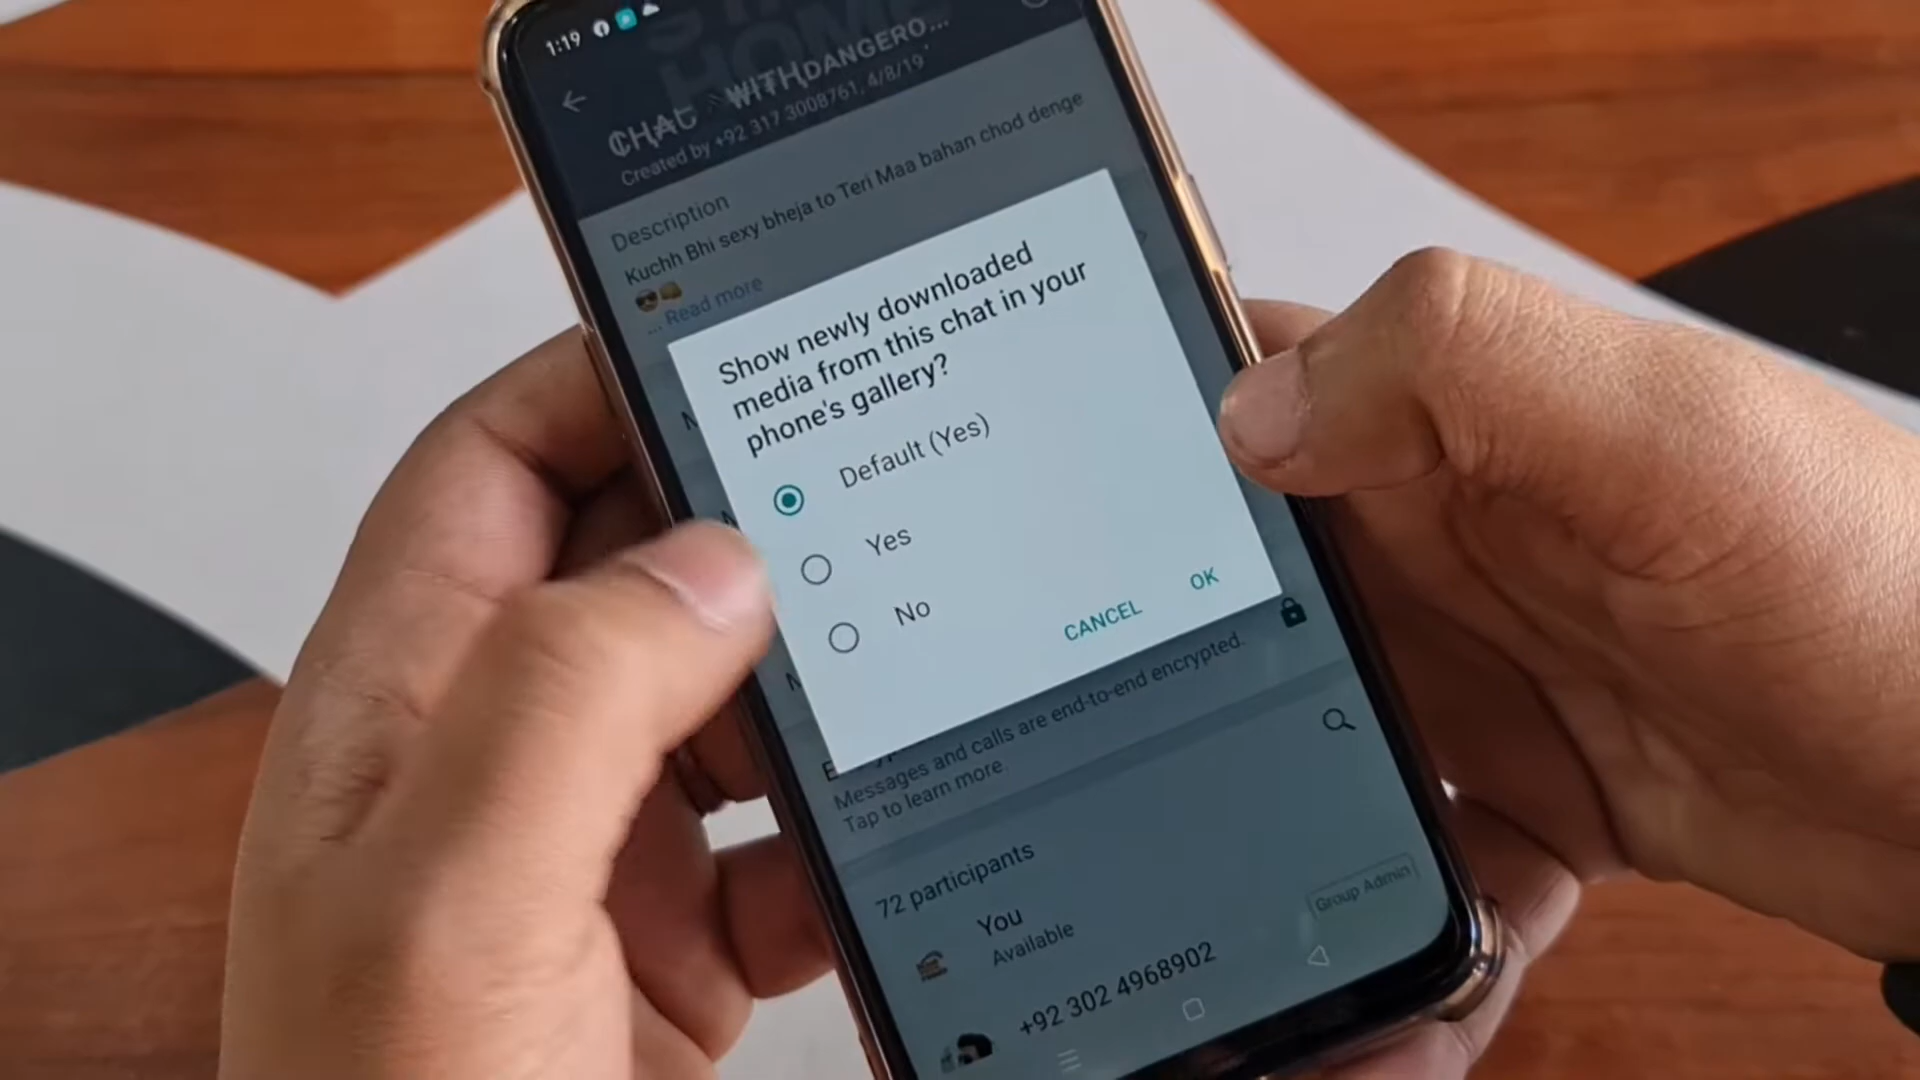 1:19
HOME
CHAT WITHDANGERO...
Created by +92 317 3008761, 4/8/19
Description
Kuchh Bhi sexy bheja to Teri Maa bahan chod denge
😎👊
... Read more
Show newly downloaded
media from this chat in your
phone's gallery?
Default (Yes)
Yes
No
CANCEL OK
Messages and calls are end-to-end encrypted.
Tap to learn more.
72 participants
You
Available
Group Admin
+92 302 4968902